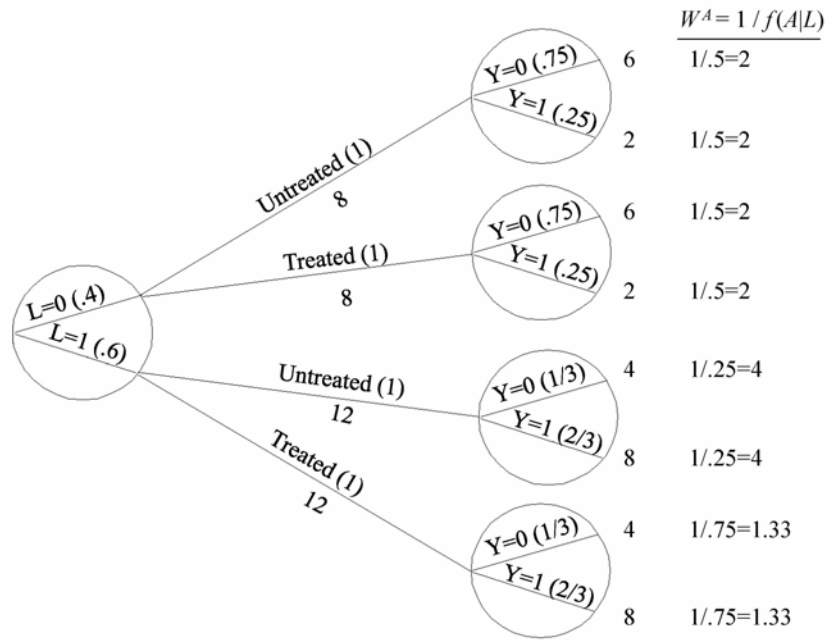 W^A = 1 / f(A|L)
Y=0 (.75)
6
1/.5=2
Y=1 (.25)
2
1/.5=2
Untreated (1)
8
Y=0 (.75)
6
1/.5=2
Y=1 (.25)
2
1/.5=2
Treated (1)
8
L=0 (.4)
L=1 (.6)
Untreated (1)
12
Y=0 (1/3)
4
1/.25=4
Y=1 (2/3)
8
1/.25=4
Treated (1)
12
Y=0 (1/3)
4
1/.75=1.33
Y=1 (2/3)
8
1/.75=1.33